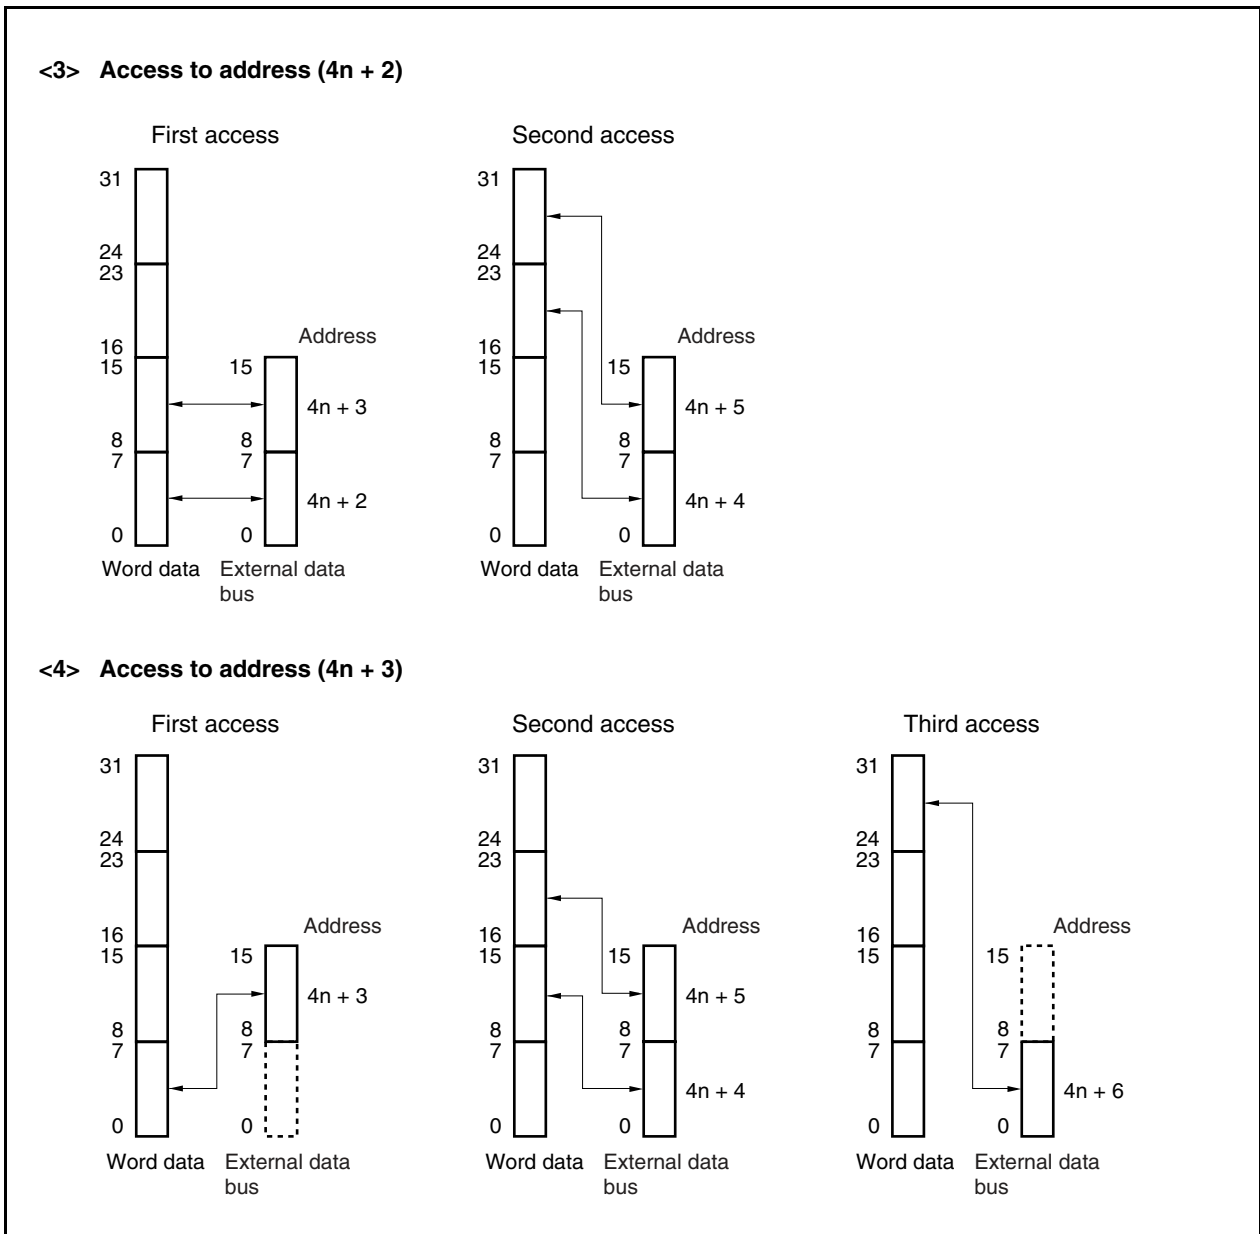 <3> Access to address (4n + 2)
First access
31
24
23
16
15
8
7
0
Address
15
4n + 3
8
7
4n + 2
0
Word data
External data
bus
Second access
31
24
23
16
15
8
7
0
Address
15
4n + 5
8
7
4n + 4
0
Word data
External data
bus
<4> Access to address (4n + 3)
First access
31
24
23
16
15
8
7
0
Address
15
4n + 3
8
7
0
Word data
External data
bus
Second access
31
24
23
16
15
8
7
0
Address
15
4n + 5
8
7
4n + 4
0
Word data
External data
bus
Third access
31
24
23
16
15
8
7
0
Address
15
8
7
4n + 6
0
Word data
External data
bus